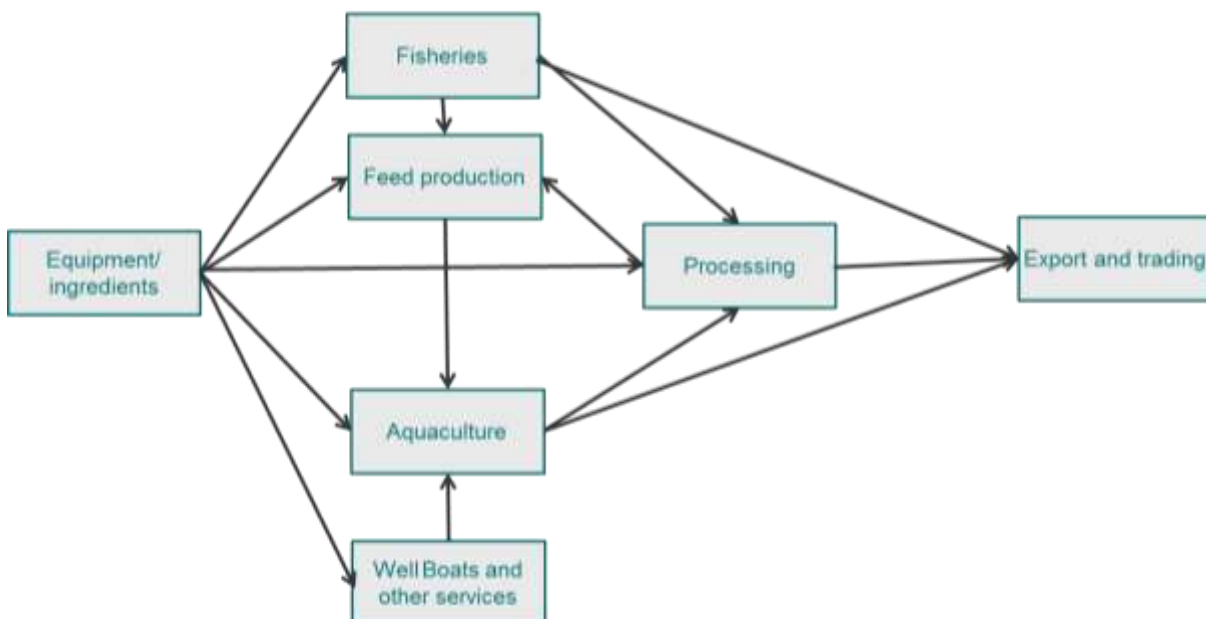 Fisheries
Feed production
Equipment/
ingredients
Processing
Export and trading
Aquaculture
Well Boats and
other services